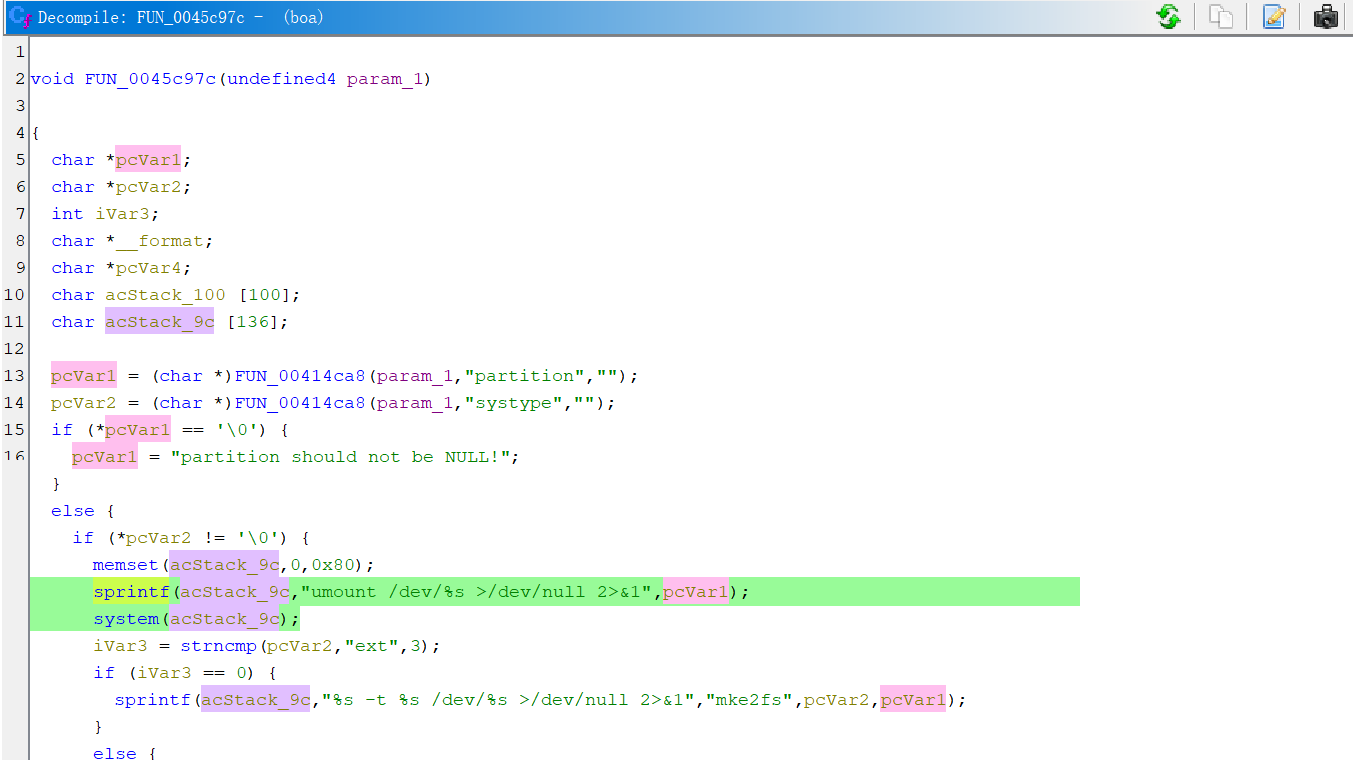 Decompile: FUN_0045c97c - (boa)
1
2 void FUN_0045c97c(undefined4 param_1)
3
4 {
5 char *pcVar1;
6 char *pcVar2;
7 int iVar3;
8 char *__format;
9 char *pcVar4;
10 char acStack_100 [100];
11 char acStack_9c [136];
12
13 pcVar1 = (char *)FUN_00414ca8(param_1,"partition","");
14 pcVar2 = (char *)FUN_00414ca8(param_1,"systype","");
15 if (*pcVar1 == '\0') {
16 pcVar1 = "partition should not be NULL!";
}
else {
if (*pcVar2 != '\0') {
memset(acStack_9c,0,0x80);
sprintf(acStack_9c,"umount /dev/%s >/dev/null 2>&1",pcVar1);
system(acStack_9c);
iVar3 = strncmp(pcVar2,"ext",3);
if (iVar3 == 0) {
sprintf(acStack_9c,"%s -t %s /dev/%s >/dev/null 2>&1","mke2fs",pcVar2,pcVar1);
}
else {